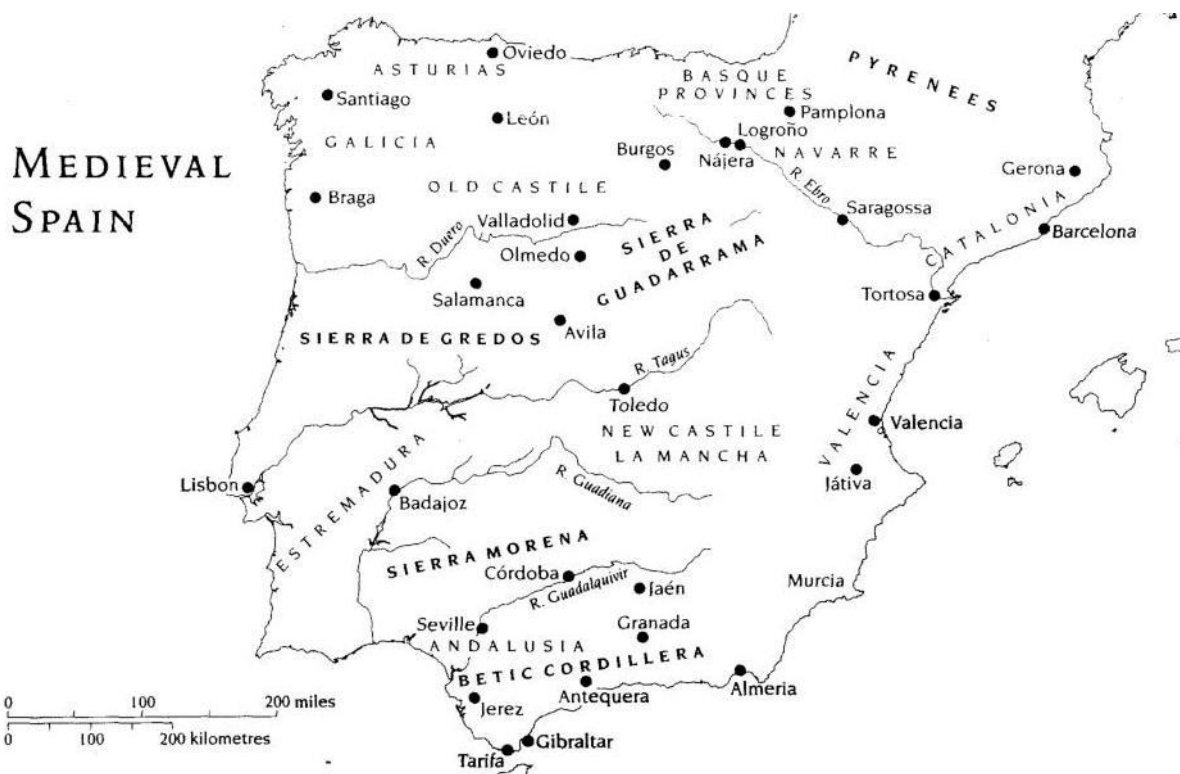 MEDIEVAL
SPAIN
Oviedo
ASTURIAS
Santiago
León
GALICIA
Braga
OLD CASTILE
BASQUE
PROVINCES
PYRENEES
Pamplona
Logroño
Nájera
NAVARRE
Burgos
R. Ebro
Gerona
Saragossa
CATALONIA
Barcelona
Valladolid
R. Duero
Olmedo
SIERRA
DE
GUADARRAMA
Salamanca
Tortosa
Avila
SIERRA DE GREDOS
R. Tagus
Toledo
VALENCIA
Valencia
NEW CASTILE
LA MANCHA
Játiva
Lisbon
ESTREMADURA
Badajoz
R. Guadiana
SIERRA MORENA
Córdoba
R. Guadalquivir
Jaén
Murcia
Seville
Granada
ANDALUSIA
BETIC CORDILLERA
Almeria
Antequera
Jerez
Gibraltar
Tarifa
0 100 200 miles
0 100 200 kilometres